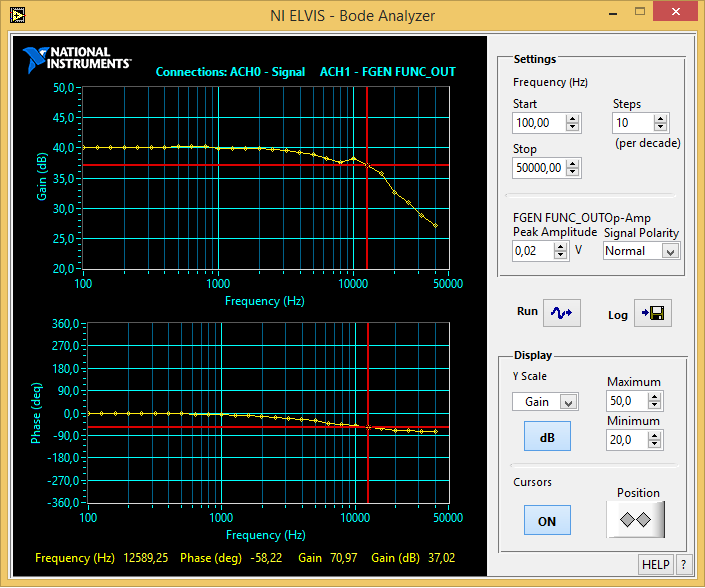 NI ELVIS - Bode Analyzer
NATIONAL
INSTRUMENTS
Connections: ACH0 - Signal ACH1 - FGEN FUNC_OUT
50,0
45,0
40,0
35,0
30,0
25,0
20,0
Gain (dB)
100 1000 10000 50000
Frequency (Hz)
360,0
270,0
180,0
90,0
0,0
-90,0
-180,0
-270,0
-360,0
Phase (deq)
100 1000 10000 50000
Frequency (Hz)
Frequency (Hz) 12589,25 Phase (deg) -58,22 Gain 70,97 Gain (dB) 37,02
Settings
Frequency (Hz)
Start Steps
100,00 10
(per decade)
Stop
50000,00
FGEN FUNC_OUT Op-Amp
Peak Amplitude Signal Polarity
0,02 V Normal
Run Log
Display
Y Scale Maximum
Gain 50,0
Minimum
dB 20,0
Cursors Position
ON
HELP ?